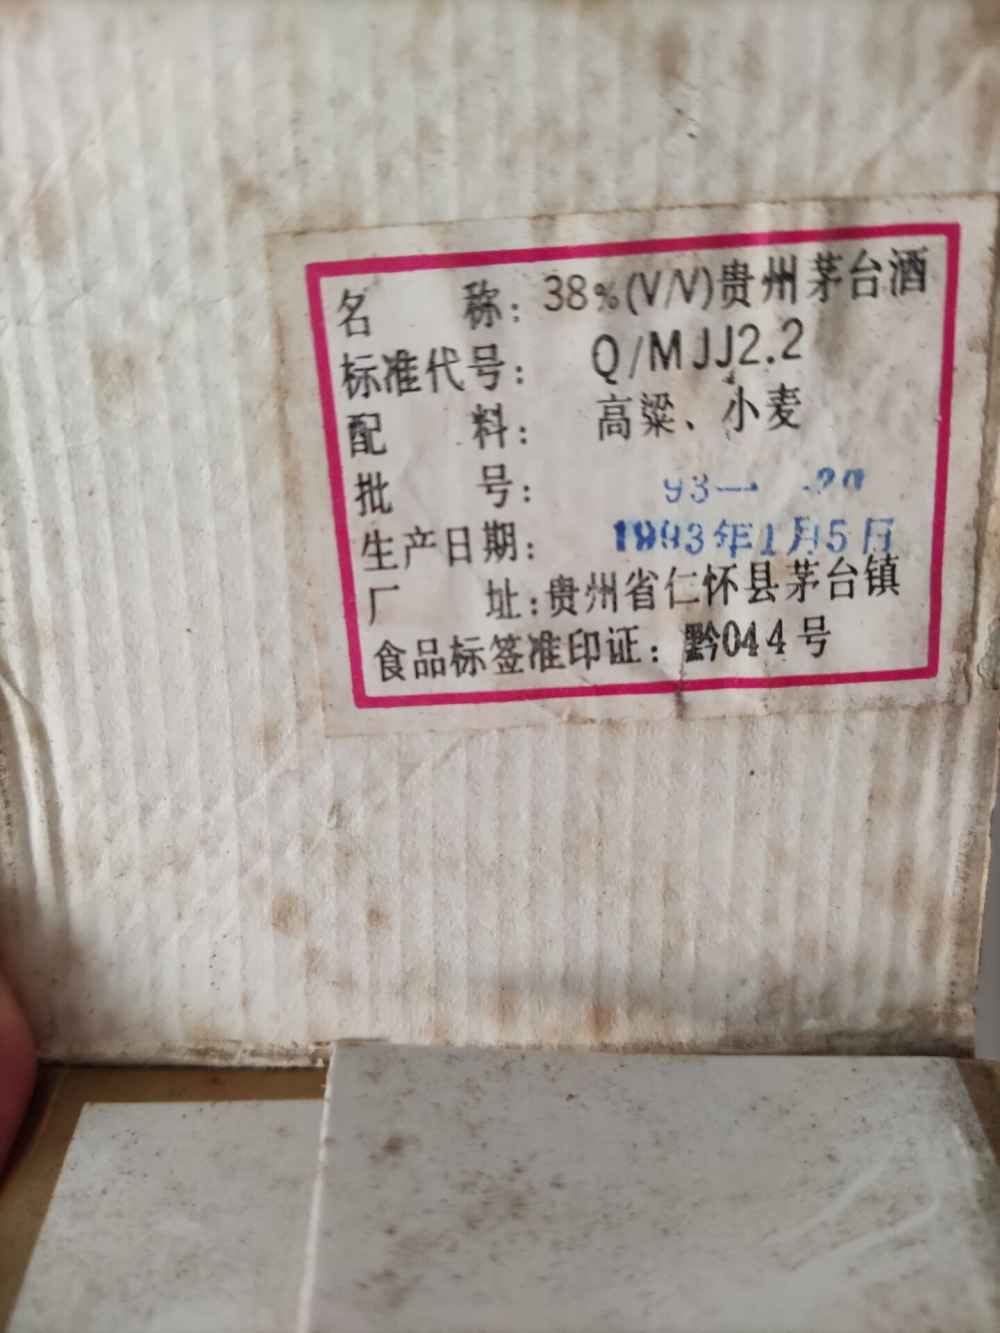 名 称：38%(V/V)贵州茅台酒
标准代号： Q/MJJ2.2
配 料： 高粱、小麦
批 号： 93一
生产日期： 1993年1月5日
厂 址：贵州省仁怀县茅台镇
食品标签准印证：黔044号